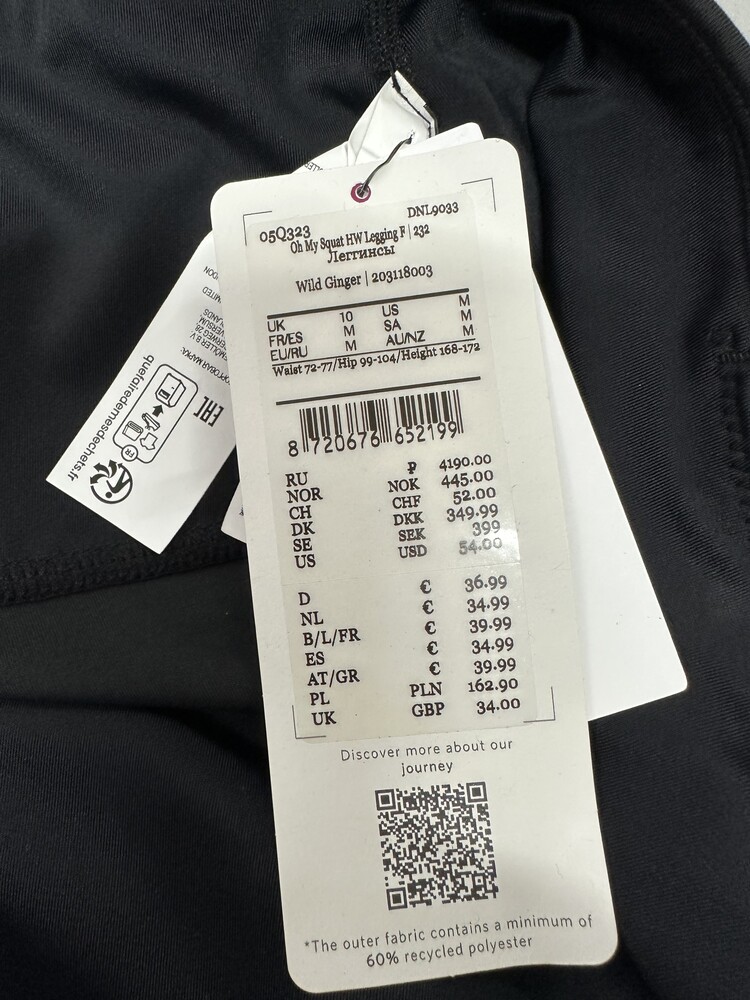 DNL9033
05Q323
Oh My Squat HW Legging F | 232
Леггинсы
Wild Ginger | 203118003
UK 10 US M
FR/ES M SA M
EU/RU M AU/NZ M
Waist 72-77/Hip 99-104/Height 168-172
8 720676 652199
RU ₽ 4190.00
NOR NOK 445.00
CH CHF 52.00
DK DKK 349.99
SE SEK 399
US USD 54.00
D € 36.99
NL € 34.99
B/L/FR € 39.99
ES € 34.99
AT/GR € 39.99
PL PLN 162.90
UK GBP 34.00
Discover more about our
journey
*The outer fabric contains a minimum of
60% recycled polyester
quefairedemesdechets.fr
FR
EAC